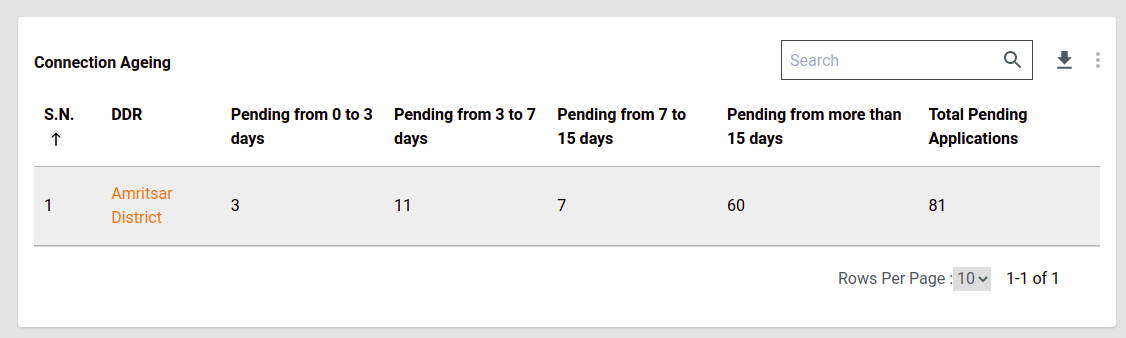 Connection Ageing
Search
S.N. DDR Pending from 0 to 3 Pending from 3 to 7 Pending from 7 to Pending from more than Total Pending
↑ days days 15 days 15 days Applications
1 Amritsar District 3 11 7 60 81
Rows Per Page : 10 1-1 of 1